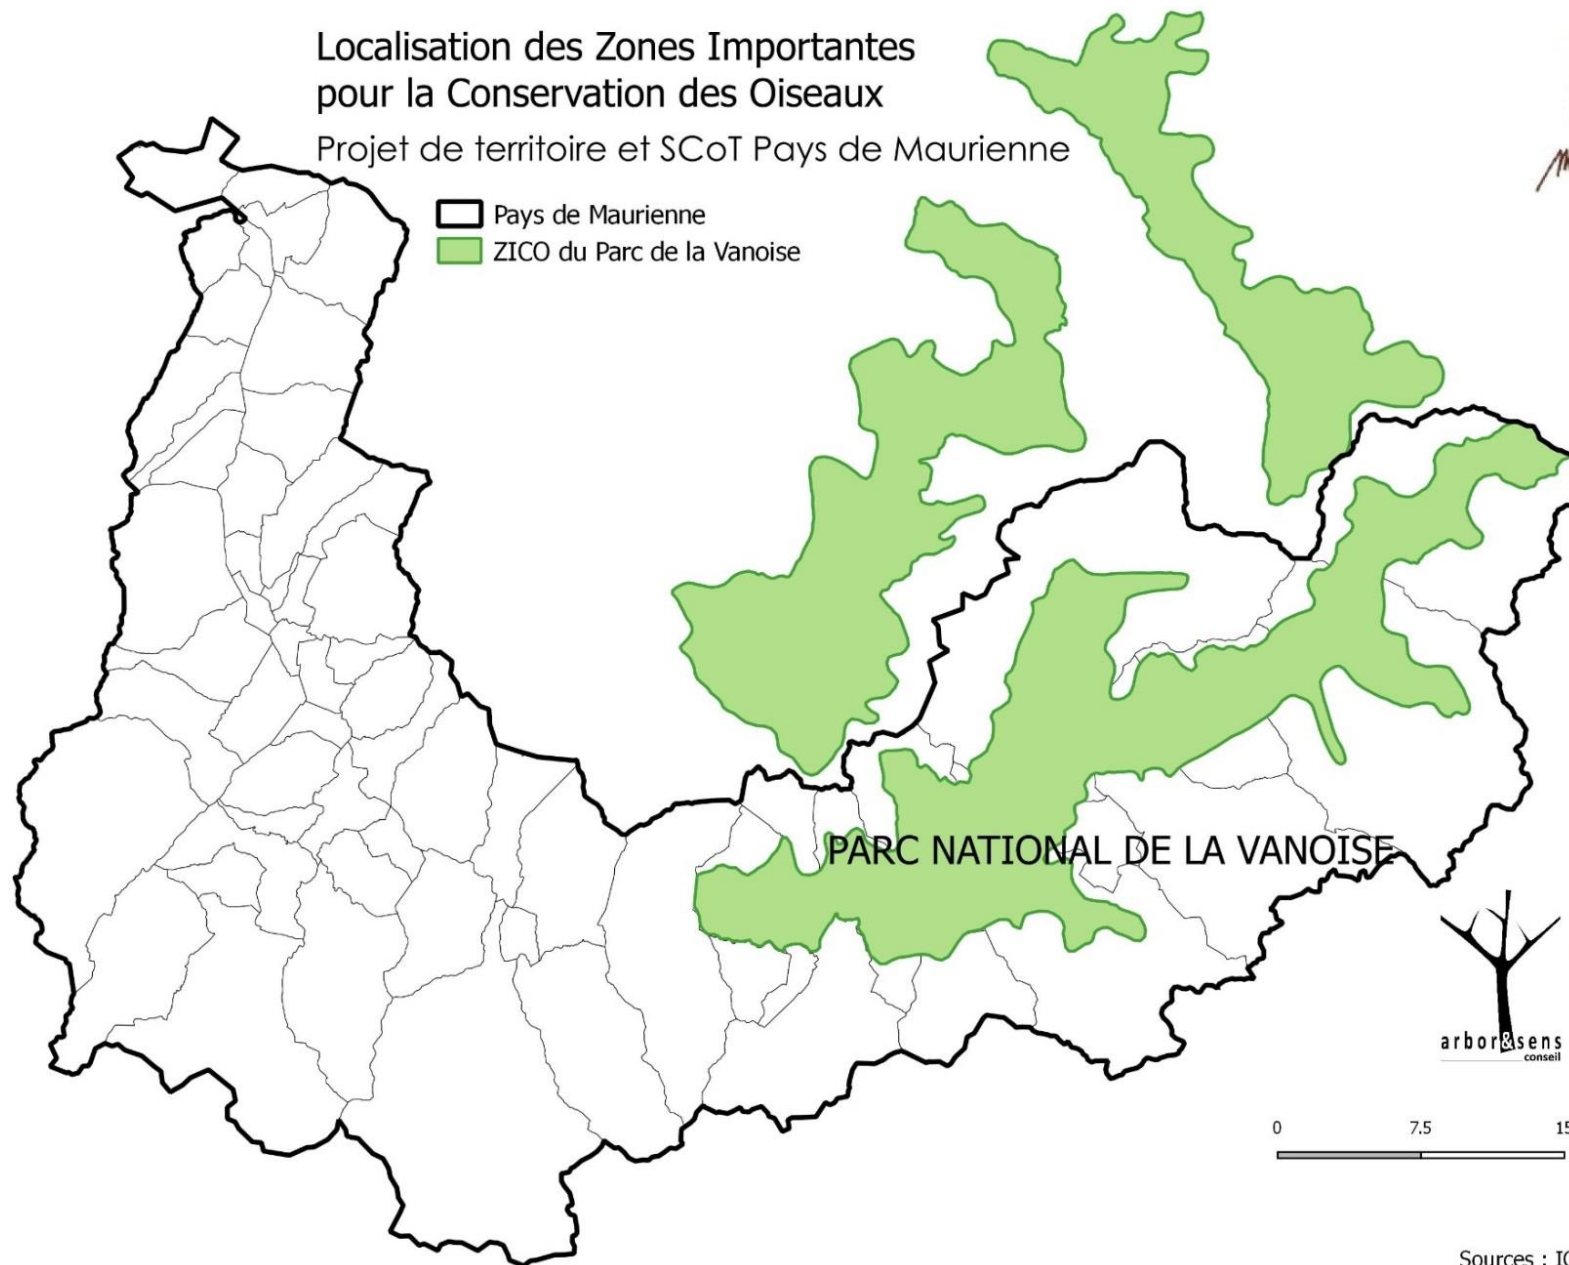 Localisation des Zones Importantes
pour la Conservation des Oiseaux
Projet de territoire et SCoT Pays de Maurienne
Pays de Maurienne
ZICO du Parc de la Vanoise
PARC NATIONAL DE LA VANOISE
arbor&sens
conseil
0 7.5 15
Sources :